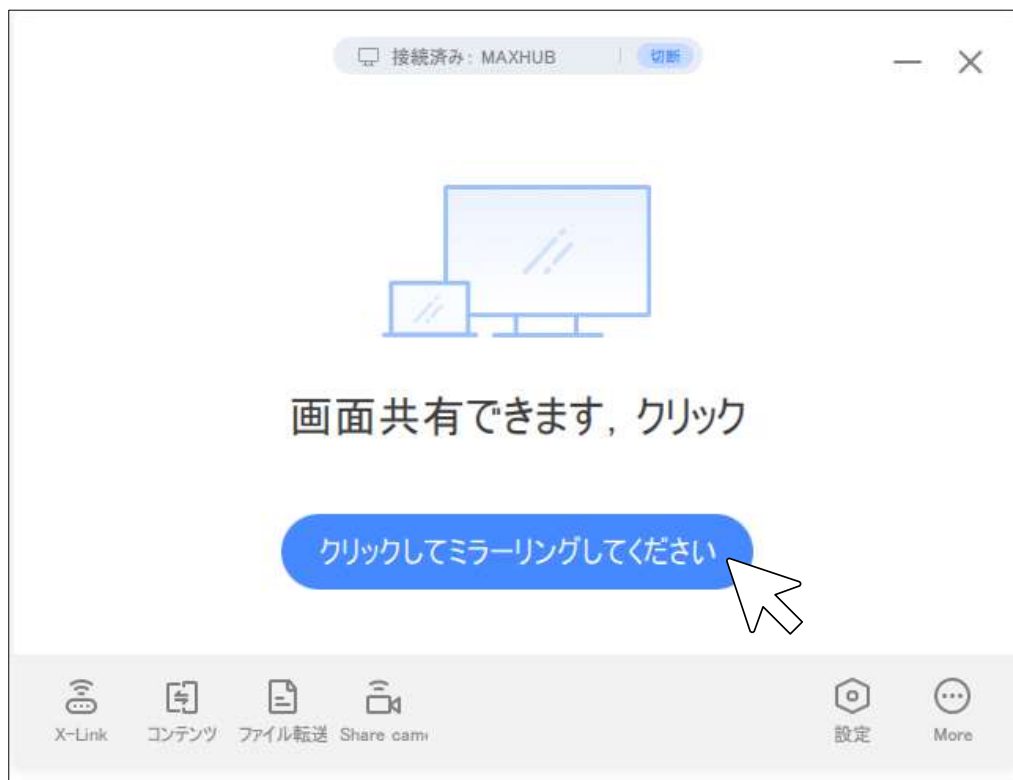 接続済み: MAXHUB 切断
画面共有できます, クリック
クリックしてミラーリングしてください
X-Link コンテンツ ファイル転送 Share cam 設定 More